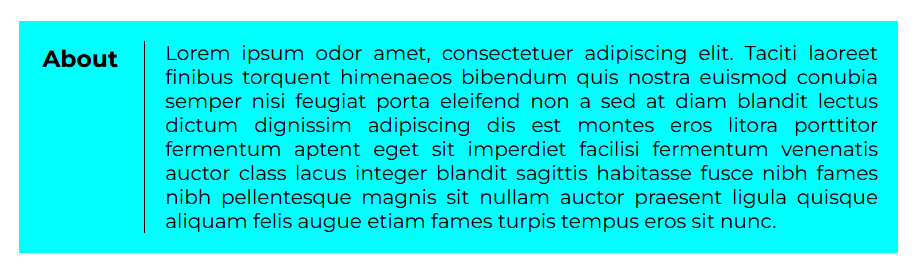 About
Lorem ipsum odor amet, consectetuer adipiscing elit. Taciti laoreet
finibus torquent himenaeos bibendum quis nostra euismod conubia
semper nisi feugiat porta eleifend non a sed at diam blandit lectus
dictum dignissim adipiscing dis est montes eros litora porttitor
fermentum aptent eget sit imperdiet facilisi fermentum venenatis
auctor class lacus integer blandit sagittis habitasse fusce nibh fames
nibh pellentesque magnis sit nullam auctor praesent ligula quisque
aliquam felis augue etiam fames turpis tempus eros sit nunc.